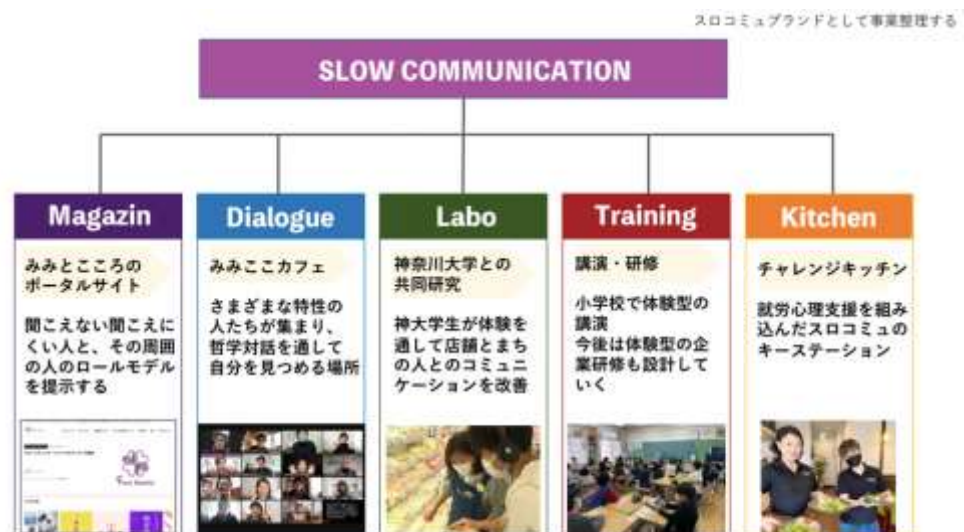 スロコミュブランドとして事業整理する
SLOW COMMUNICATION
Magazin
みみとこころの
ポータルサイト
聞こえない聞こえに
くい人と、その周囲
の人のロールモデル
を提示する
Dialogue
みみここカフェ
さまざまな特性の
人たちが集まり、
哲学対話を通して
自分を見つめる場所
Labo
神奈川大学との
共同研究
神大学生が体験を
通して店舗とまち
の人とのコミュニ
ケーションを改善
Training
講演・研修
小学校で体験型の
講演
今後は体験型の企
業研修も設計して
いく
Kitchen
チャレンジキッチン
就労心理支援を組み
込んだスロコミュの
キーステーション